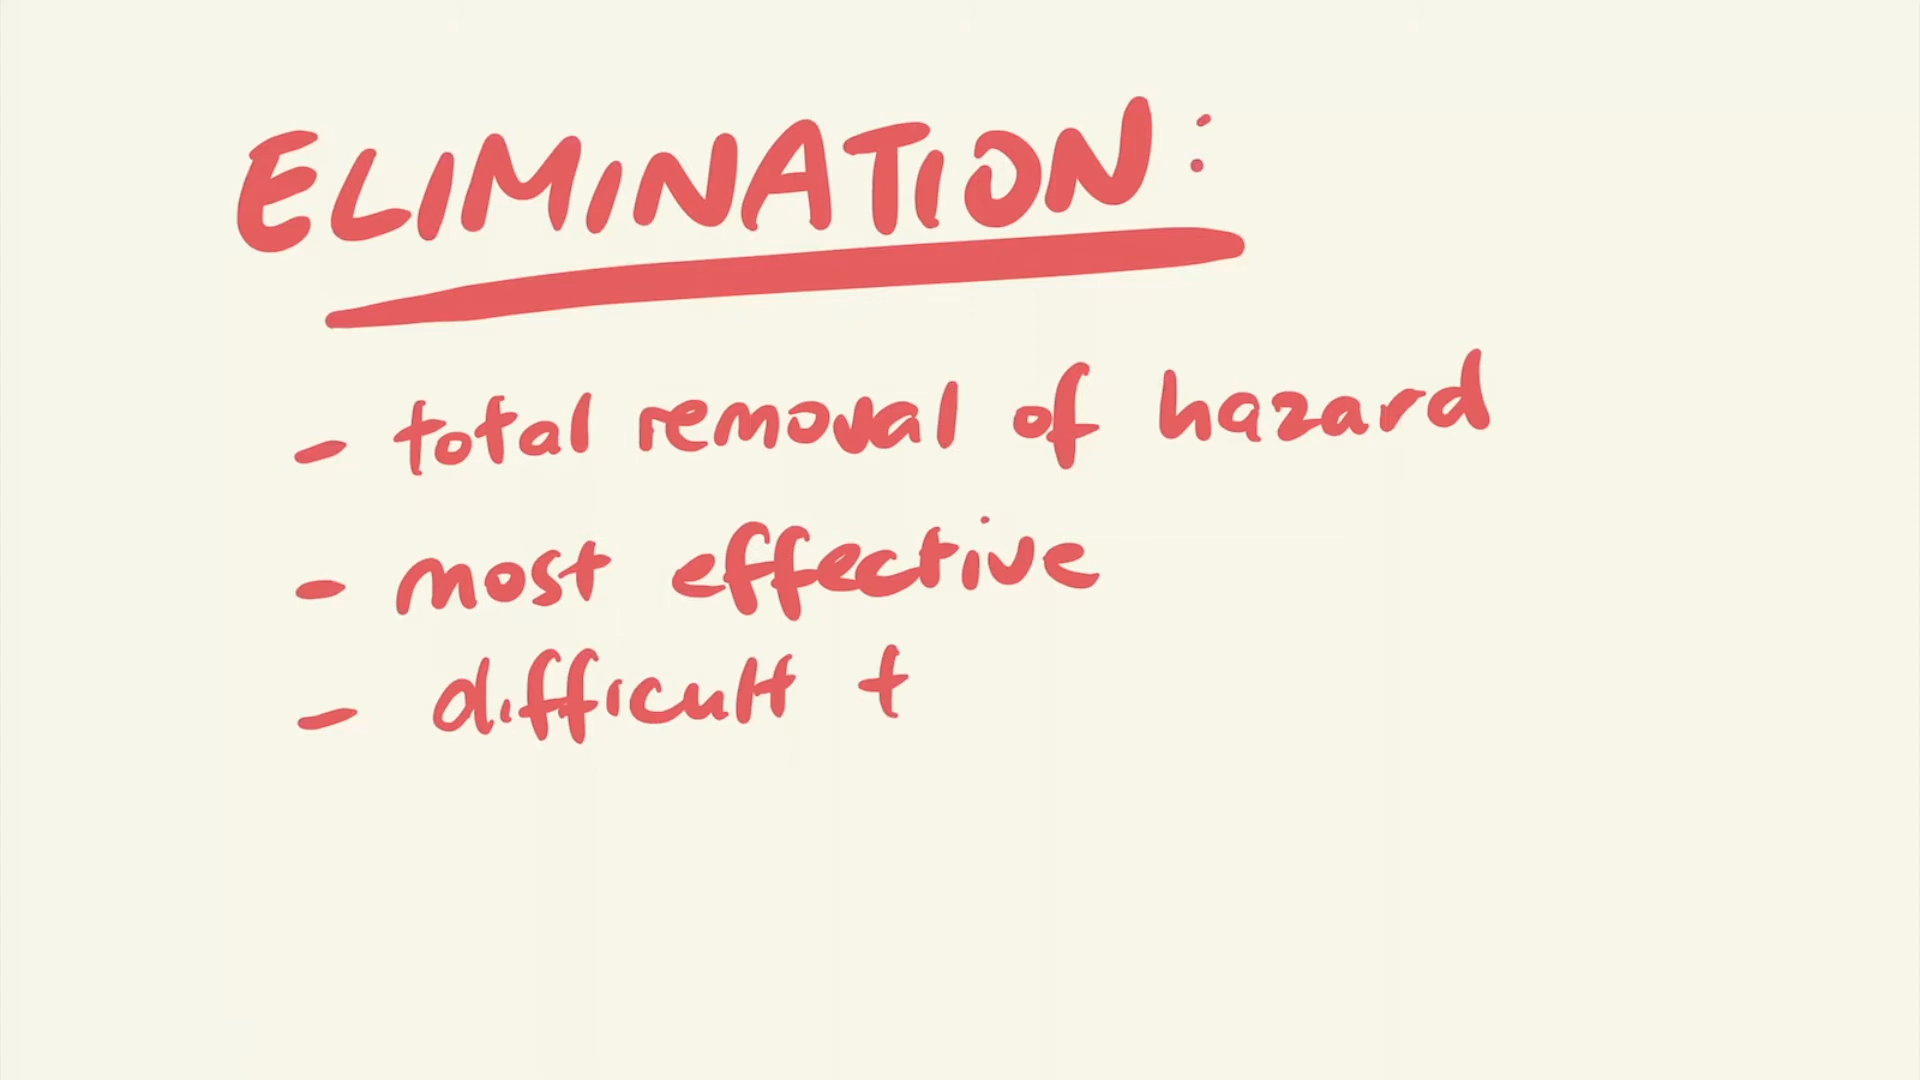 ELIMINATION:
- total removal of hazard
- most effective
- difficult t